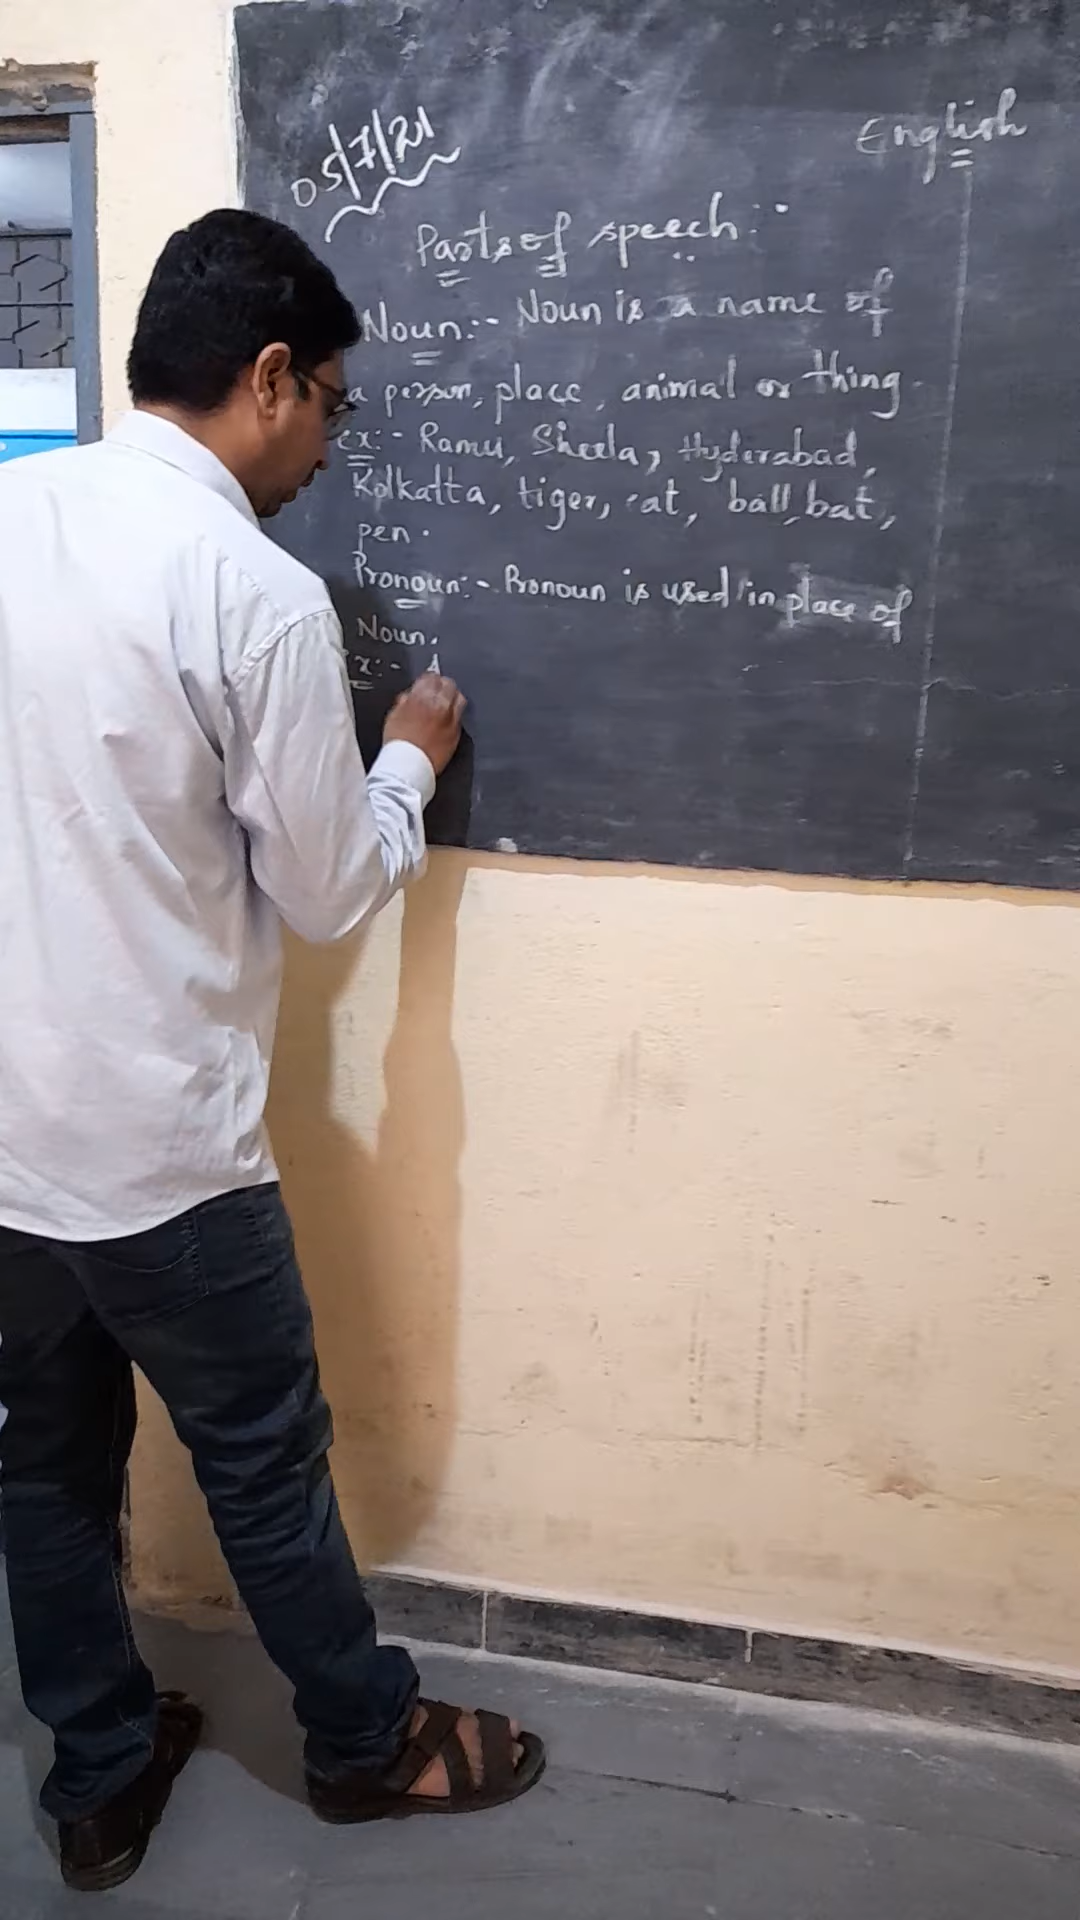 05/7/21
English
Parts of speech :-
Noun:- Noun is a name of
a person, place, animal or thing.
ex:- Ramu, Sheela, Hyderabad,
Kolkatta, tiger, cat, ball, bat,
pen.
Pronoun:- Pronoun is used in place of
Noun.
Ex:-